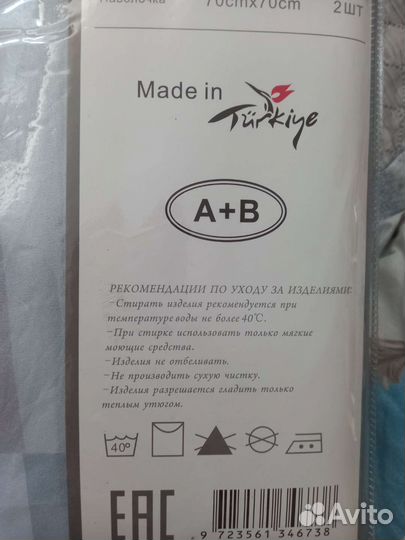 Наволочка 70cmx70cm 2ШТ
Made in Türkiye
A+B
РЕКОМЕНДАЦИИ ПО УХОДУ ЗА ИЗДЕЛИЯМИ:
-Стирать изделия рекомендуется при
температуре воды не более 40℃.
-При стирке использовать только мягкие
моющие средства.
-Изделия не отбеливать.
-Не производить сухую чистку.
-Изделия разрешается гладить только
теплым утюгом.
40°
EAC
9 723561 346738
Avito